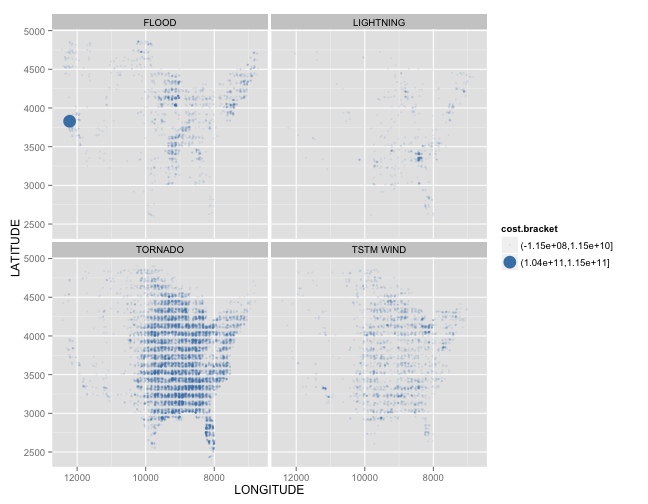 FLOOD LIGHTNING
5000
4500
4000
3500
3000
2500
TORNADO TSTM WIND
5000
4500
4000
3500
3000
2500
12000 10000 8000 12000 10000 8000
LONGITUDE
LATITUDE
cost.bracket
(-1.15e+08,1.15e+10]
(1.04e+11,1.15e+11]